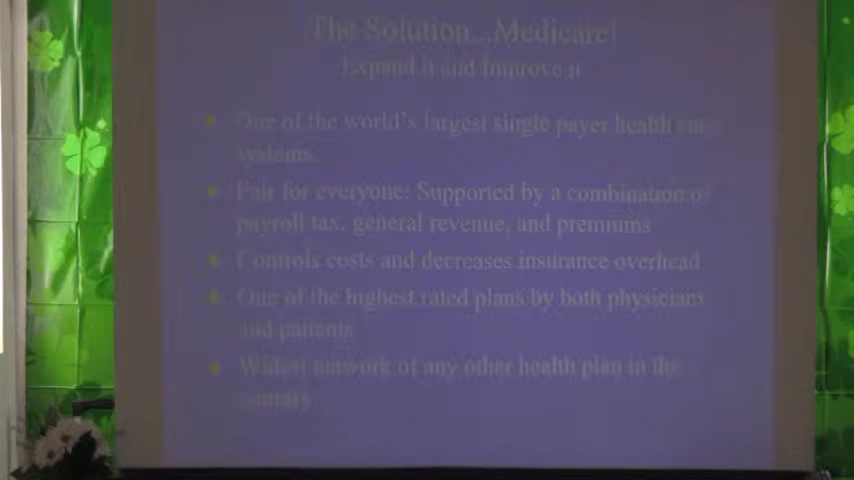 The Solution...Medicare!
Expand it and Improve it
One of the world's largest single payer health care
systems.
Fair for everyone: Supported by a combination of
payroll tax, general revenue, and premiums
Controls costs and decreases insurance overhead
One of the highest rated plans by both physicians
and patients
Widest network of any other health plan in the
country